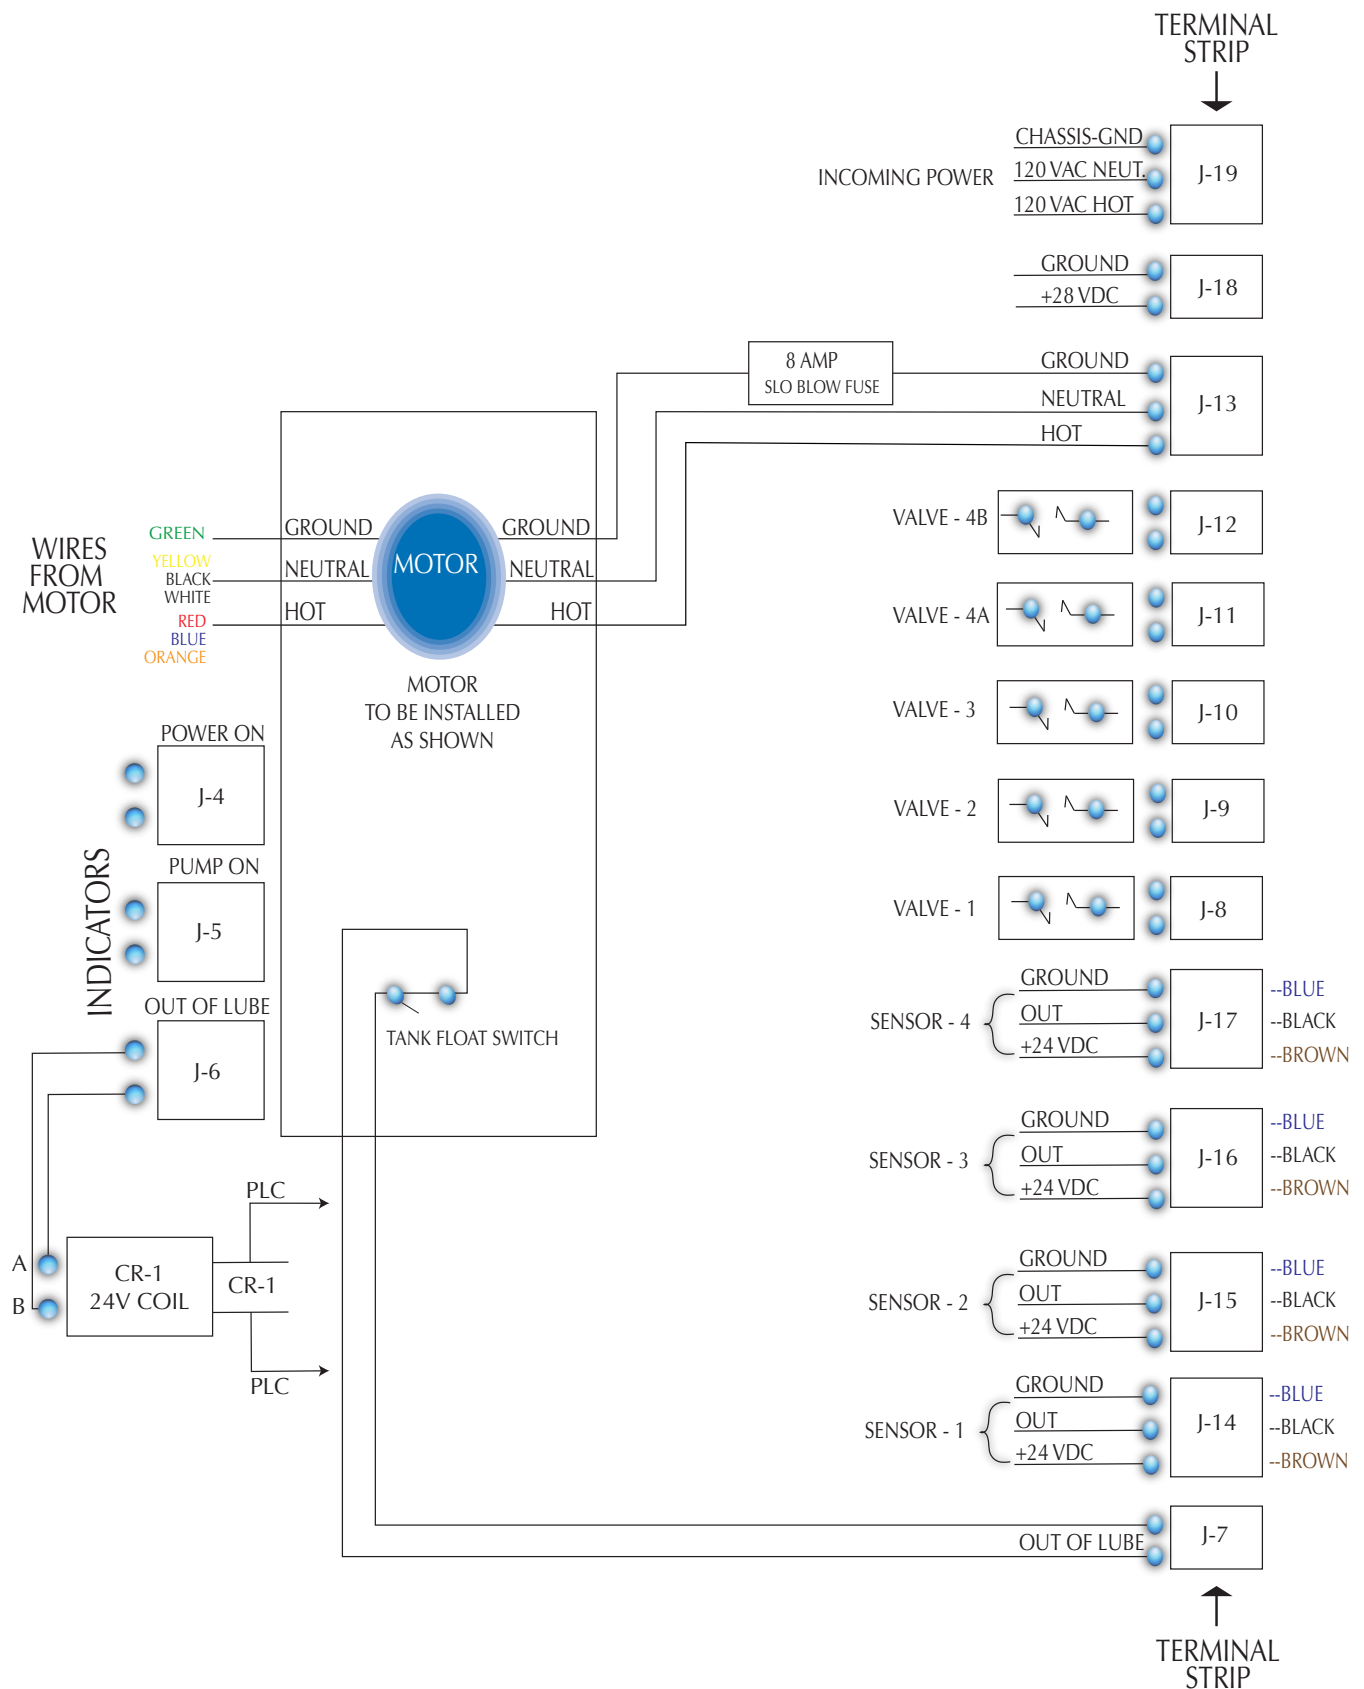 TERMINAL
STRIP
CHASSIS-GND
INCOMING POWER
120 VAC NEUT.
120 VAC HOT
J-19
GROUND
+28 VDC
J-18
8 AMP
SLO BLOW FUSE
GROUND
NEUTRAL
HOT
J-13
WIRES
FROM
MOTOR
GREEN
YELLOW
BLACK
WHITE
RED
BLUE
ORANGE
GROUND
NEUTRAL
HOT
MOTOR
GROUND
NEUTRAL
HOT
MOTOR
TO BE INSTALLED
AS SHOWN
VALVE - 4B
J-12
VALVE - 4A
J-11
VALVE - 3
J-10
VALVE - 2
J-9
VALVE - 1
J-8
INDICATORS
POWER ON
J-4
PUMP ON
J-5
OUT OF LUBE
J-6
TANK FLOAT SWITCH
SENSOR - 4
GROUND
OUT
+24 VDC
J-17
--BLUE
--BLACK
--BROWN
SENSOR - 3
GROUND
OUT
+24 VDC
J-16
--BLUE
--BLACK
--BROWN
PLC
A
B
CR-1
24V COIL
CR-1
PLC
SENSOR - 2
GROUND
OUT
+24 VDC
J-15
--BLUE
--BLACK
--BROWN
SENSOR - 1
GROUND
OUT
+24 VDC
J-14
--BLUE
--BLACK
--BROWN
OUT OF LUBE
J-7
TERMINAL
STRIP